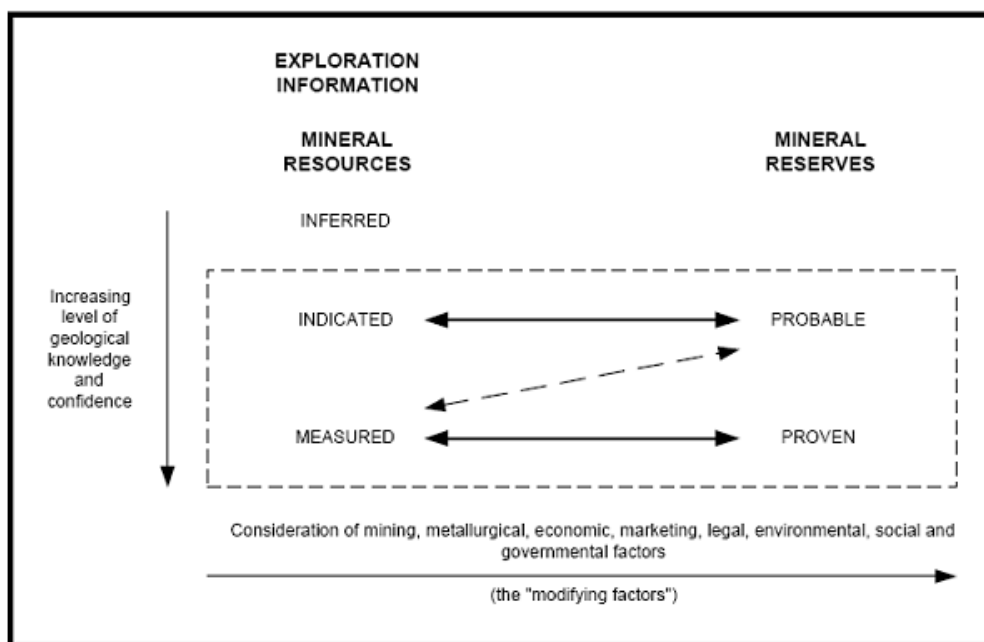 EXPLORATION
INFORMATION
MINERAL
RESOURCES
MINERAL
RESERVES
INFERRED
Increasing
level of
geological
knowledge
and
confidence
INDICATED
PROBABLE
MEASURED
PROVEN
Consideration of mining, metallurgical, economic, marketing, legal, environmental, social and
governmental factors
(the "modifying factors")